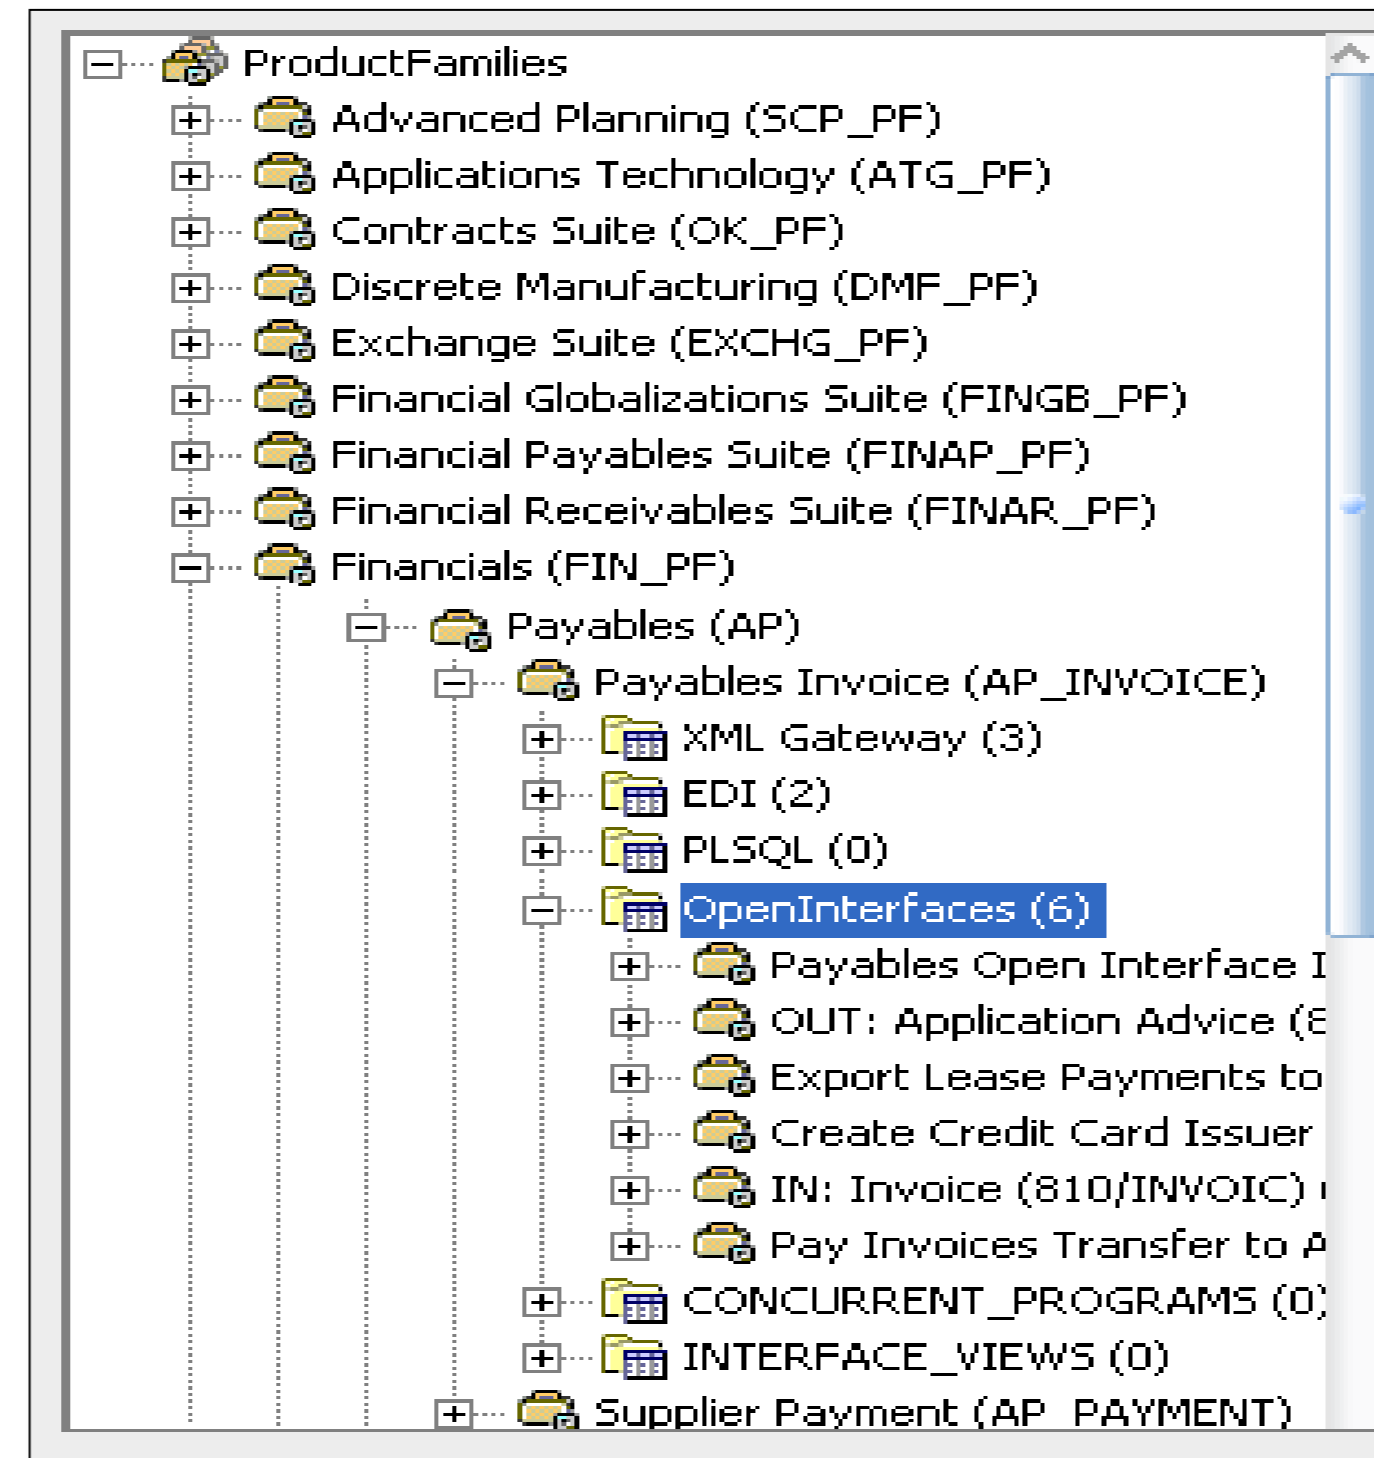 ProductFamilies
Advanced Planning (SCP_PF)
Applications Technology (ATG_PF)
Contracts Suite (OK_PF)
Discrete Manufacturing (DMF_PF)
Exchange Suite (EXCHG_PF)
Financial Globalizations Suite (FINGB_PF)
Financial Payables Suite (FINAP_PF)
Financial Receivables Suite (FINAR_PF)
Financials (FIN_PF)
Payables (AP)
Payables Invoice (AP_INVOICE)
XML Gateway (3)
EDI (2)
PLSQL (0)
OpenInterfaces (6)
Payables Open Interface
OUT: Application Advice
Export Lease Payments to
Create Credit Card Issuer
IN: Invoice (810/INVOIC)
Pay Invoices Transfer to
CONCURRENT_PROGRAMS (0)
INTERFACE_VIEWS (0)
Supplier Payment (AP_PAYMENT)